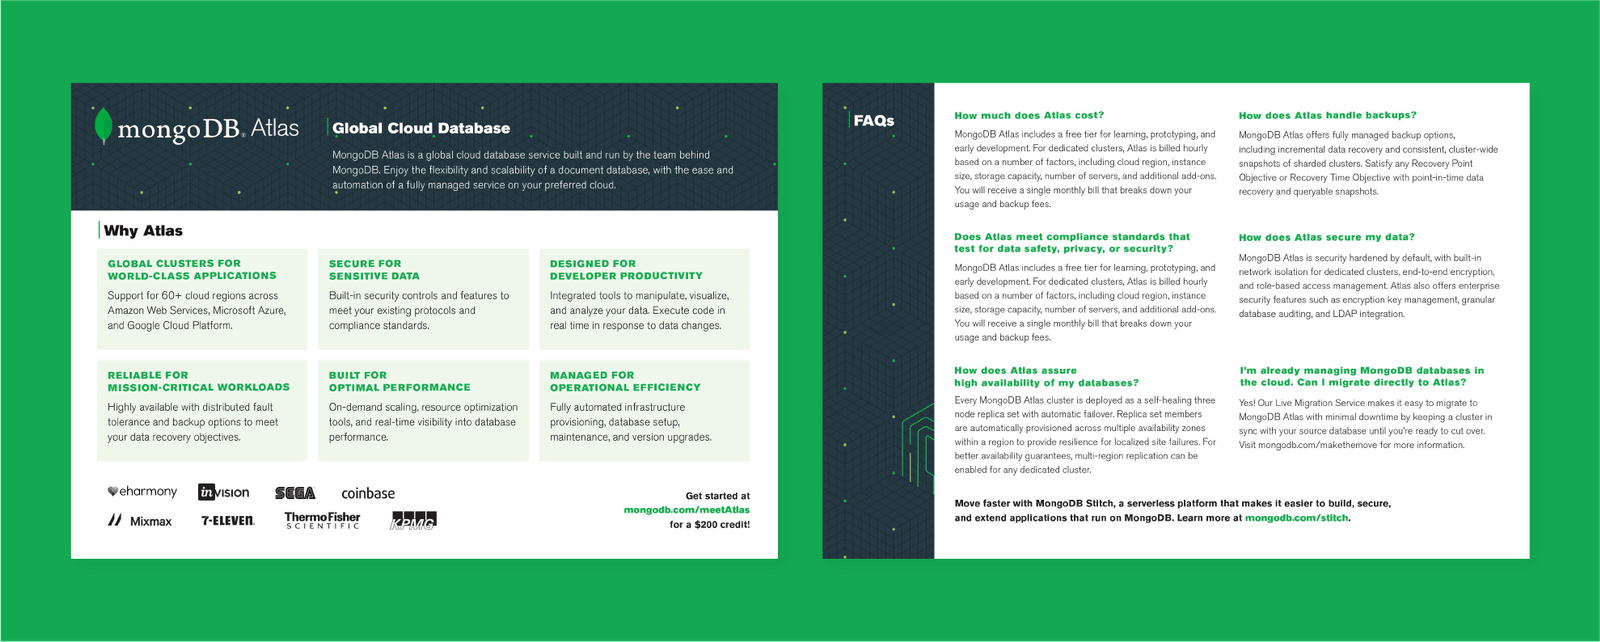 mongoDB® Atlas
Global Cloud Database
MongoDB Atlas is a global cloud database service built and run by the team behind
MongoDB. Enjoy the flexibility and scalability of a document database, with the ease and
automation of a fully managed service on your preferred cloud.
Why Atlas
GLOBAL CLUSTERS FOR
WORLD-CLASS APPLICATIONS
Support for 60+ cloud regions across
Amazon Web Services, Microsoft Azure,
and Google Cloud Platform.
SECURE FOR
SENSITIVE DATA
Built-in security controls and features to
meet your existing protocols and
compliance standards.
DESIGNED FOR
DEVELOPER PRODUCTIVITY
Integrated tools to manipulate, visualize,
and analyze your data. Execute code in
real time in response to data changes.
RELIABLE FOR
MISSION-CRITICAL WORKLOADS
Highly available with distributed fault
tolerance and backup options to meet
your data recovery objectives.
BUILT FOR
OPTIMAL PERFORMANCE
On-demand scaling, resource optimization
tools, and real-time visibility into database
performance.
MANAGED FOR
OPERATIONAL EFFICIENCY
Fully automated infrastructure
provisioning, database setup,
maintenance, and version upgrades.
eharmony
inVISION
SEGA
coinbase
Mixmax
7-ELEVEN
ThermoFisher
SCIENTIFIC
KPMG
Get started at
mongodb.com/meetAtlas
for a $200 credit!
FAQs
How much does Atlas cost?
MongoDB Atlas includes a free tier for learning, prototyping, and
early development. For dedicated clusters, Atlas is billed hourly
based on a number of factors, including cloud region, instance
size, storage capacity, number of servers, and additional add-ons.
You will receive a single monthly bill that breaks down your
usage and backup fees.
How does Atlas handle backups?
MongoDB Atlas offers fully managed backup options,
including incremental data recovery and consistent, cluster-wide
snapshots of sharded clusters. Satisfy any Recovery Point
Objective or Recovery Time Objective with point-in-time data
recovery and queryable snapshots.
Does Atlas meet compliance standards that
test for data safety, privacy, or security?
MongoDB Atlas includes a free tier for learning, prototyping, and
early development. For dedicated clusters, Atlas is billed hourly
based on a number of factors, including cloud region, instance
size, storage capacity, number of servers, and additional add-ons.
You will receive a single monthly bill that breaks down your
usage and backup fees.
How does Atlas secure my data?
MongoDB Atlas is security hardened by default, with built-in
network isolation for dedicated clusters, end-to-end encryption,
and role-based access management. Atlas also offers enterprise
security features such as encryption key management, granular
database auditing, and LDAP integration.
How does Atlas assure
high availability of my databases?
Every MongoDB Atlas cluster is deployed as a self-healing three
node replica set with automatic failover. Replica set members
are automatically provisioned across multiple availability zones
within a region to provide resilience for localized site failures. For
better availability guarantees, multi-region replication can be
enabled for any dedicated cluster.
I'm already managing MongoDB databases in
the cloud. Can I migrate directly to Atlas?
Yes! Our Live Migration Service makes it easy to migrate to
MongoDB Atlas with minimal downtime by keeping a cluster in
sync with your source database until you're ready to cut over.
Visit mongodb.com/makethemove for more information.
Move faster with MongoDB Stitch, a serverless platform that makes it easier to build, secure,
and extend applications that run on MongoDB. Learn more at mongodb.com/stitch.